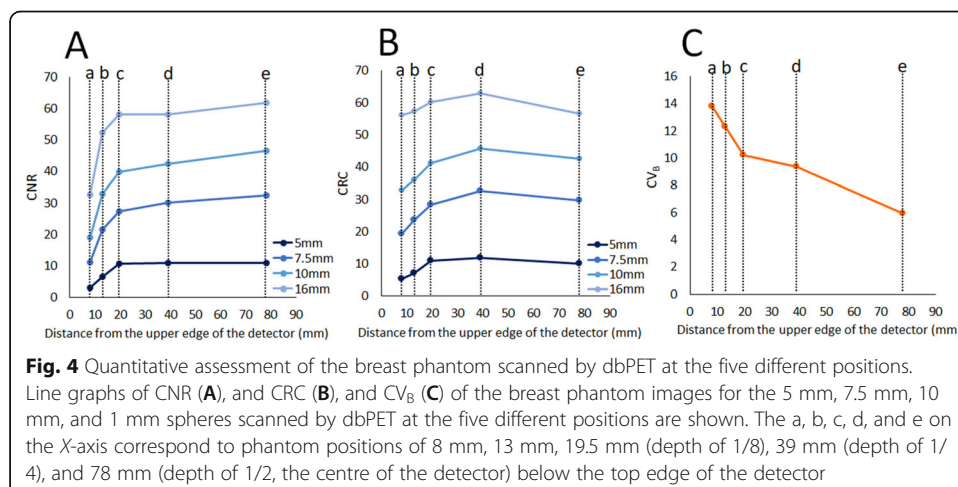 A
a b c d e
70
60
50
40
30
20
10
0
CNR
0 10 20 30 40 50 60 70 80 90
Distance from the upper edge of the detector (mm)
5mm
7.5mm
10mm
16mm
B
a b c d e
70
60
50
40
30
20
10
0
CRC
0 10 20 30 40 50 60 70 80 90
Distance from the upper edge of the detector (mm)
5mm
7.5mm
10mm
16mm
C
a b c d e
16
14
12
10
8
6
4
2
0
CVB
0 10 20 30 40 50 60 70 80 90
Distance from the upper edge of the detector (mm)
Fig. 4 Quantitative assessment of the breast phantom scanned by dbPET at the five different positions.
Line graphs of CNR (A), and CRC (B), and CVB (C) of the breast phantom images for the 5 mm, 7.5 mm, 10
mm, and 1 mm spheres scanned by dbPET at the five different positions are shown. The a, b, c, d, and e on
the X-axis correspond to phantom positions of 8 mm, 13 mm, 19.5 mm (depth of 1/8), 39 mm (depth of 1/
4), and 78 mm (depth of 1/2, the centre of the detector) below the top edge of the detector